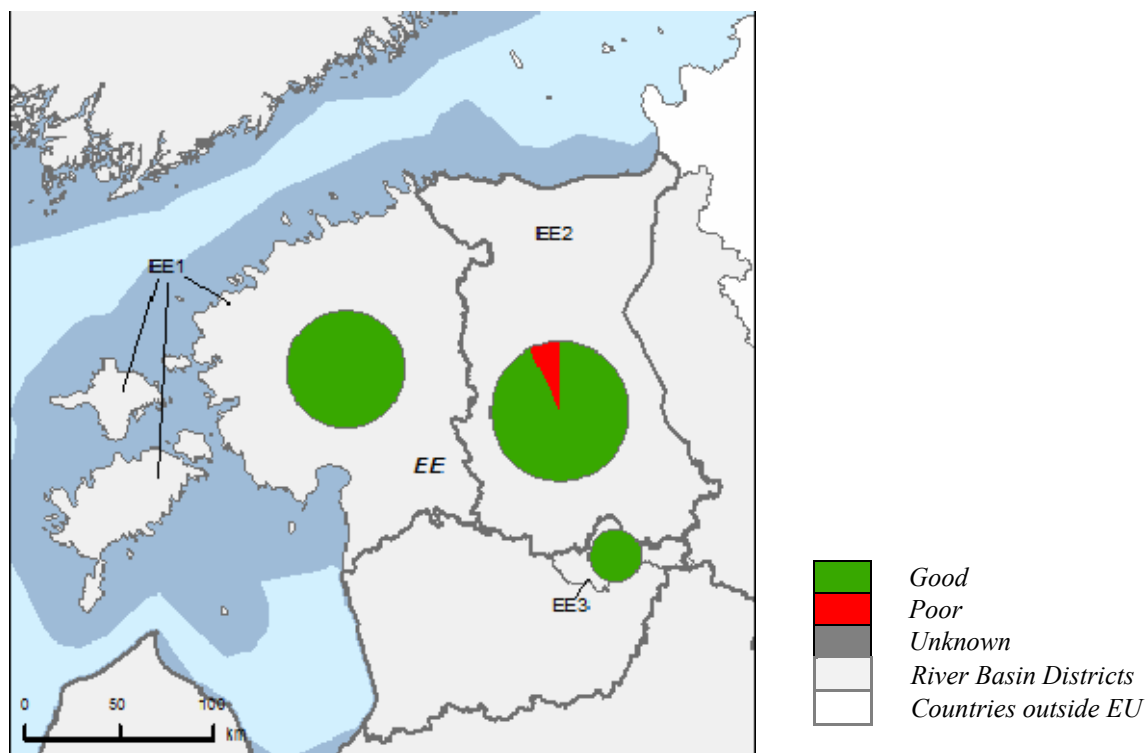 EE2
EE1
EE
EE3
0 50 100
km
Good
Poor
Unknown
River Basin Districts
Countries outside EU